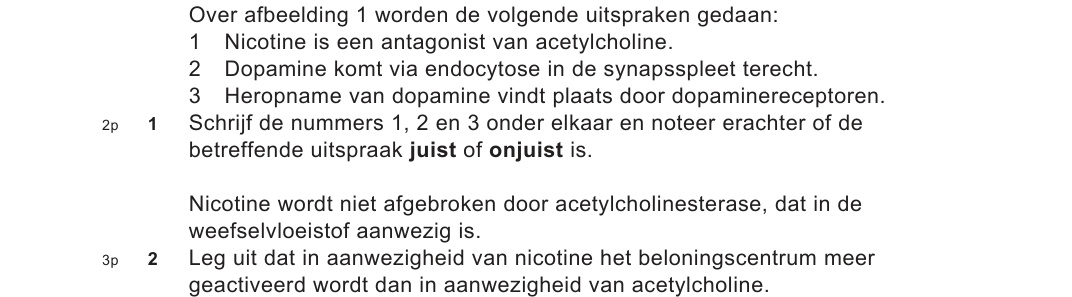 Over afbeelding 1 worden de volgende uitspraken gedaan:
1 Nicotine is een antagonist van acetylcholine.
2 Dopamine komt via endocytose in de synapsspleet terecht.
3 Heropname van dopamine vindt plaats door dopaminereceptoren.
2p 1 Schrijf de nummers 1, 2 en 3 onder elkaar en noteer erachter of de
betreffende uitspraak juist of onjuist is.
Nicotine wordt niet afgebroken door acetylcholinesterase, dat in de
weefselvloeistof aanwezig is.
3p 2 Leg uit dat in aanwezigheid van nicotine het beloningscentrum meer
geactiveerd wordt dan in aanwezigheid van acetylcholine.